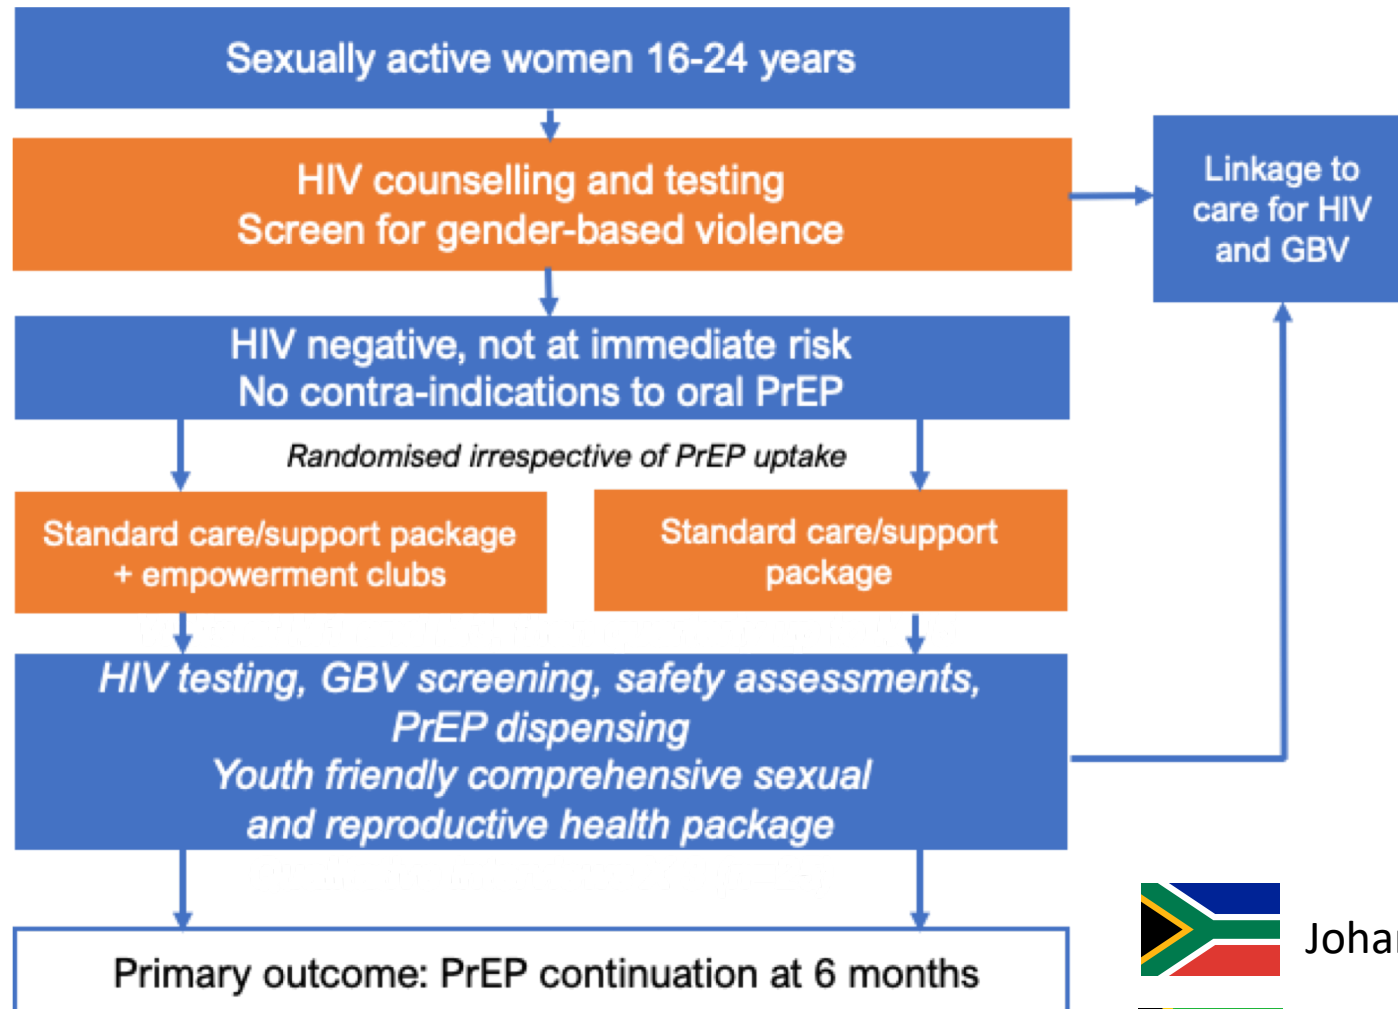 Sexually active women 16-24 years
HIV counselling and testing
Screen for gender-based violence
Linkage to
care for HIV
and GBV
HIV negative, not at immediate risk
No contra-indications to oral PrEP
Randomised irrespective of PrEP uptake
Standard care/support package
+ empowerment clubs
Standard care/support
package
HIV testing, GBV screening, safety assessments,
PrEP dispensing
Youth friendly comprehensive sexual
and reproductive health package
Primary outcome: PrEP continuation at 6 months